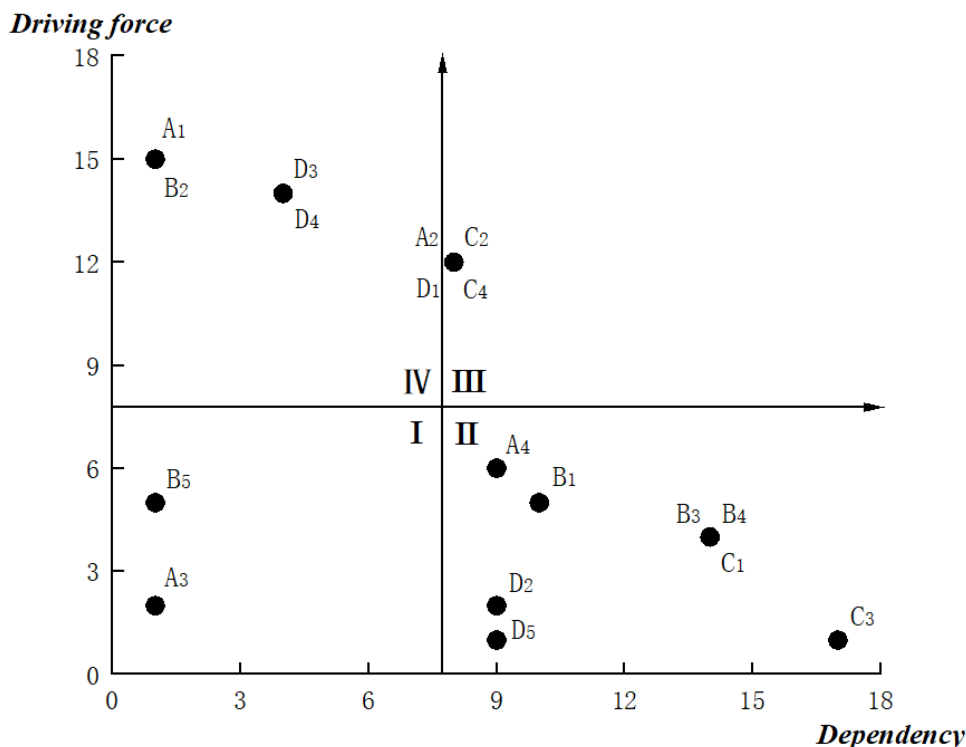 Driving force
18
A1
15
D3
B2
D4
A2 C2
12
D1 C4
9
IV III
I II
A4
6
B5
B1
B3 B4
C1
3
A3
D2
D5
C3
0
0 3 6 9 12 15 18
Dependency